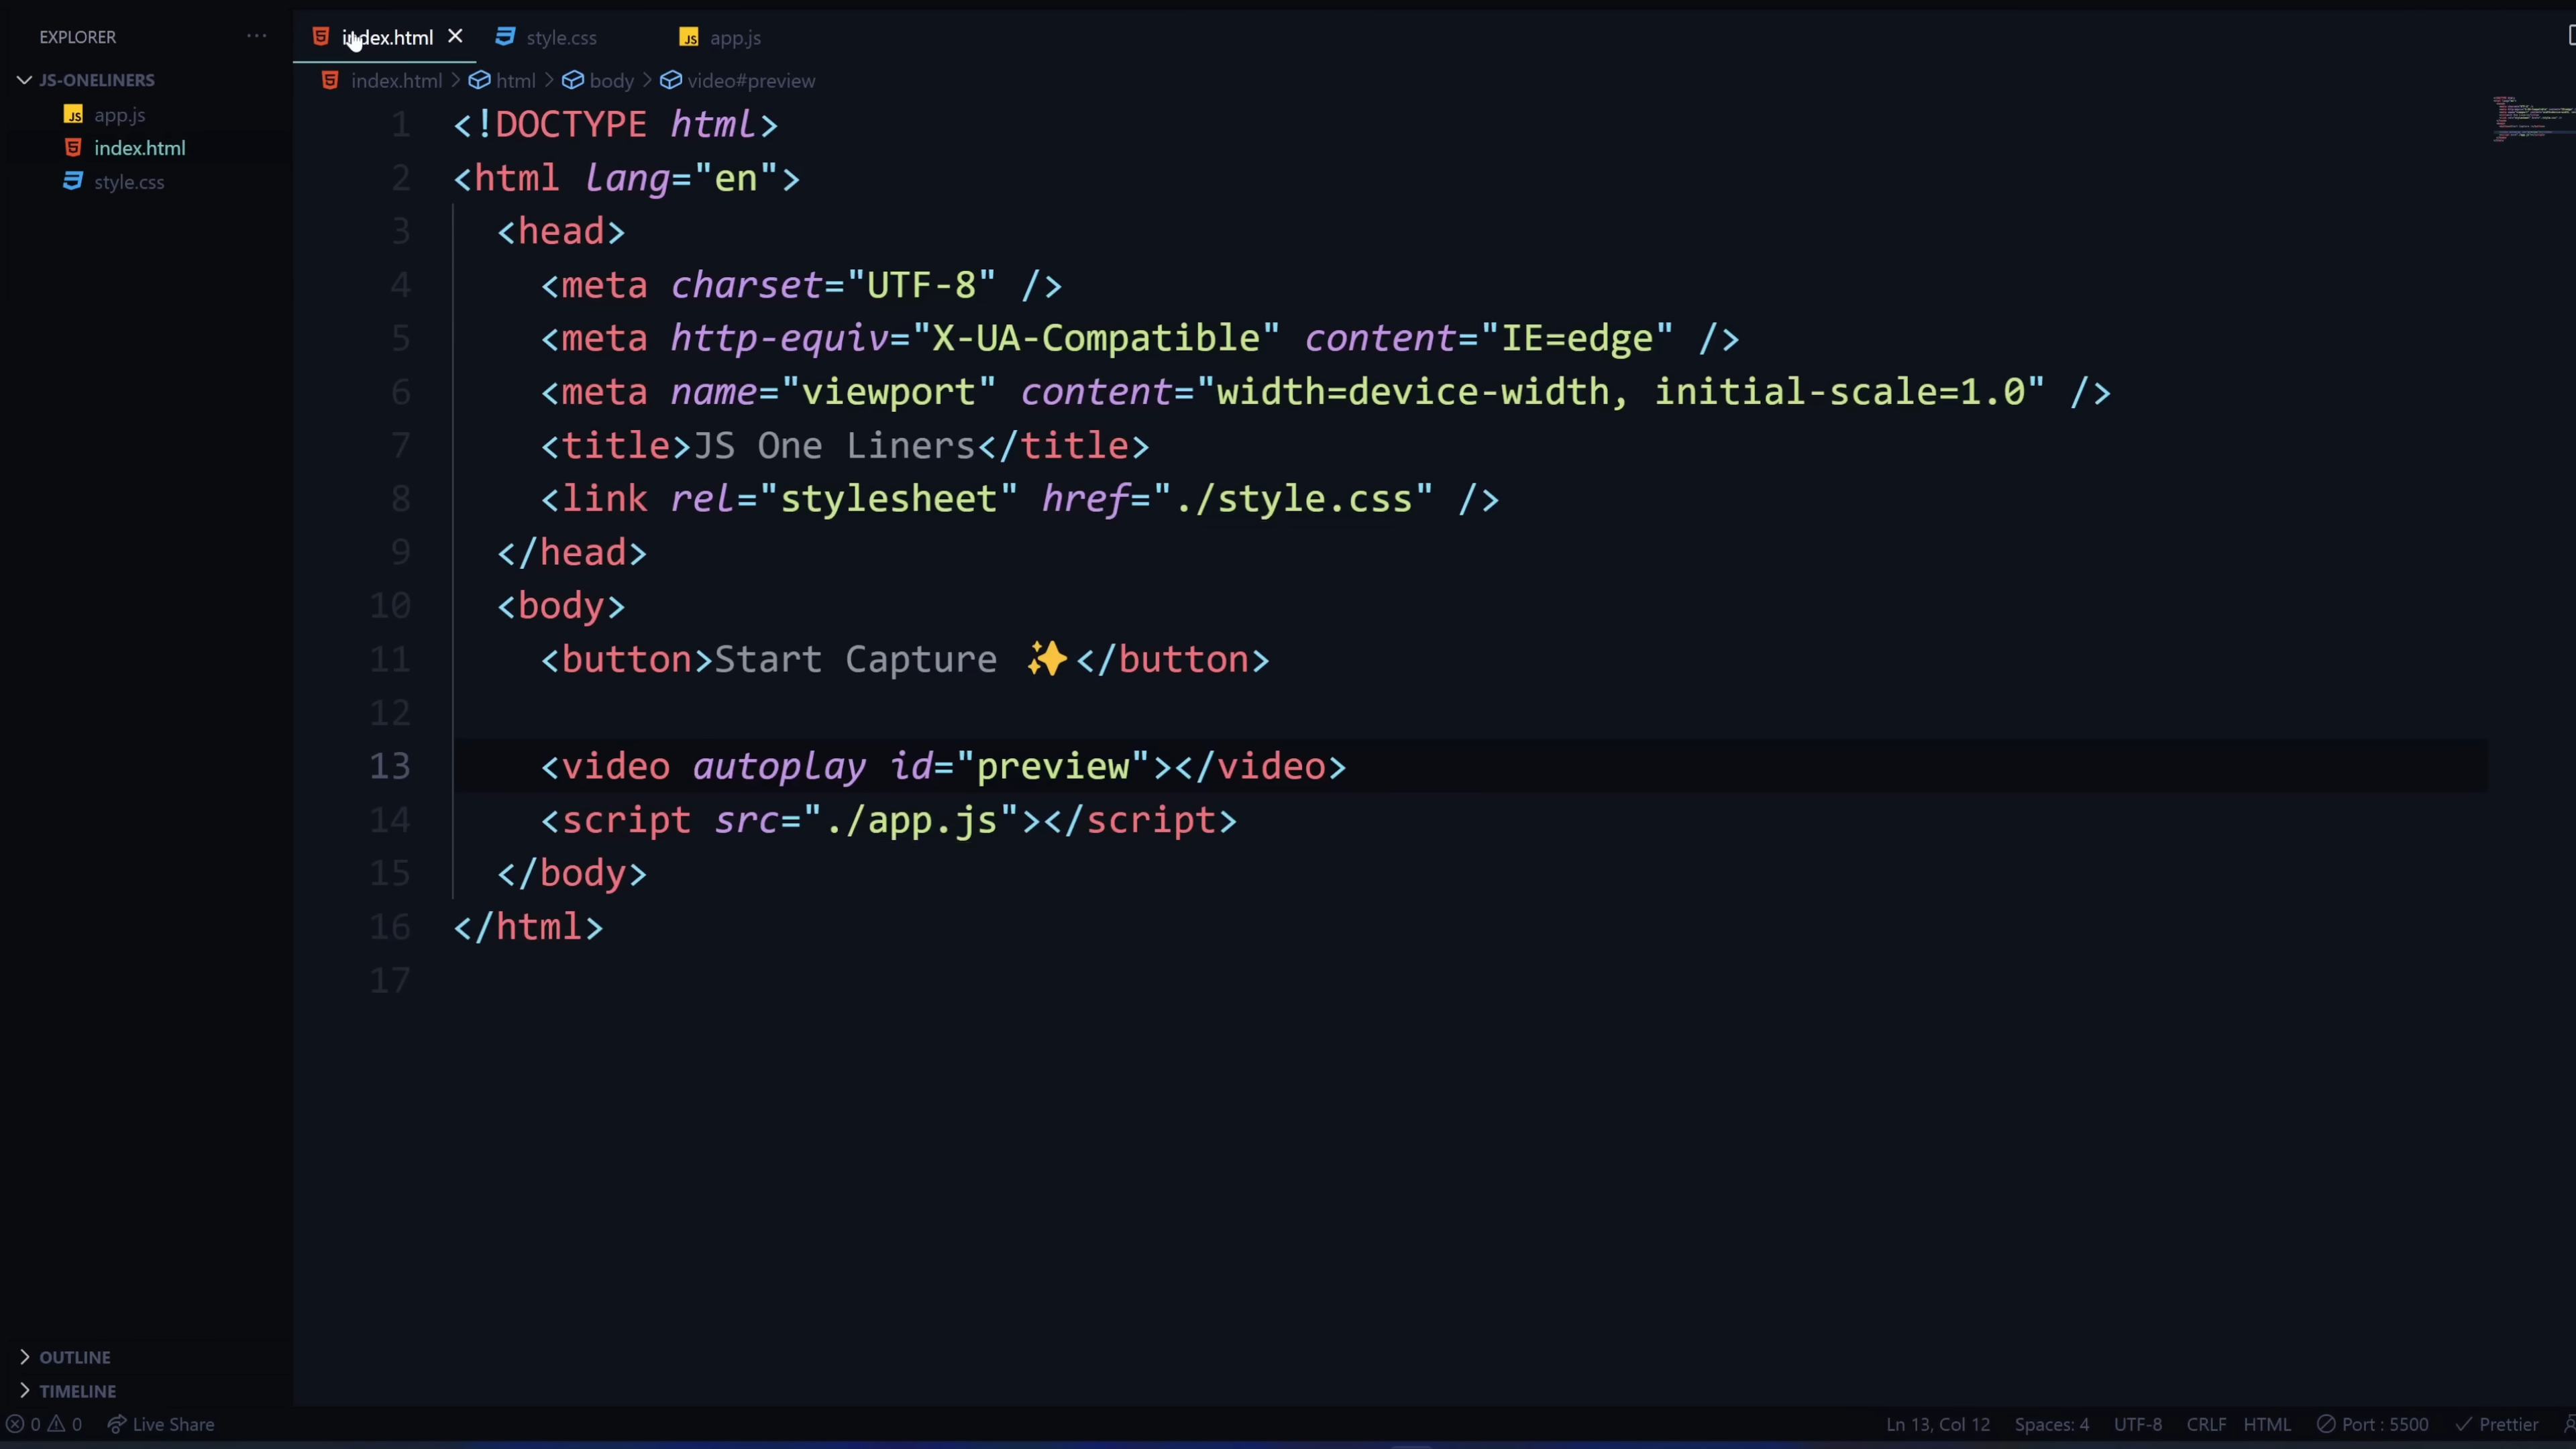 EXPLORER
JS-ONELINERS
app.js
index.html
style.css
OUTLINE
TIMELINE
index.html style.css app.js
index.html > html > body > video#preview
1 <!DOCTYPE html>
2 <html lang="en">
3 <head>
4 <meta charset="UTF-8" />
5 <meta http-equiv="X-UA-Compatible" content="IE=edge" />
6 <meta name="viewport" content="width=device-width, initial-scale=1.0" />
7 <title>JS One Liners</title>
8 <link rel="stylesheet" href="./style.css" />
9 </head>
10 <body>
11 <button>Start Capture ✨</button>
12
13 <video autoplay id="preview"></video>
14 <script src="./app.js"></script>
15 </body>
16 </html>
17
0 0 Live Share Ln 13, Col 12 Spaces: 4 UTF-8 CRLF HTML Port : 5500 Prettier